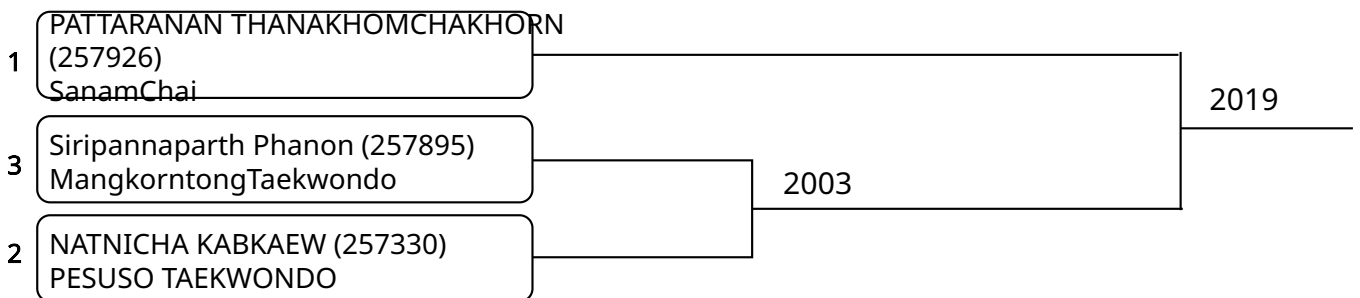 1
PATTARANAN THANAKHOMCHAKHORN
(257926)
SanamChai
2019
3
Siripannaparth Phanon (257895)
MangkorntongTaekwondo
2003
2
NATNICHA KABKAEW (257330)
PESUSO TAEKWONDO